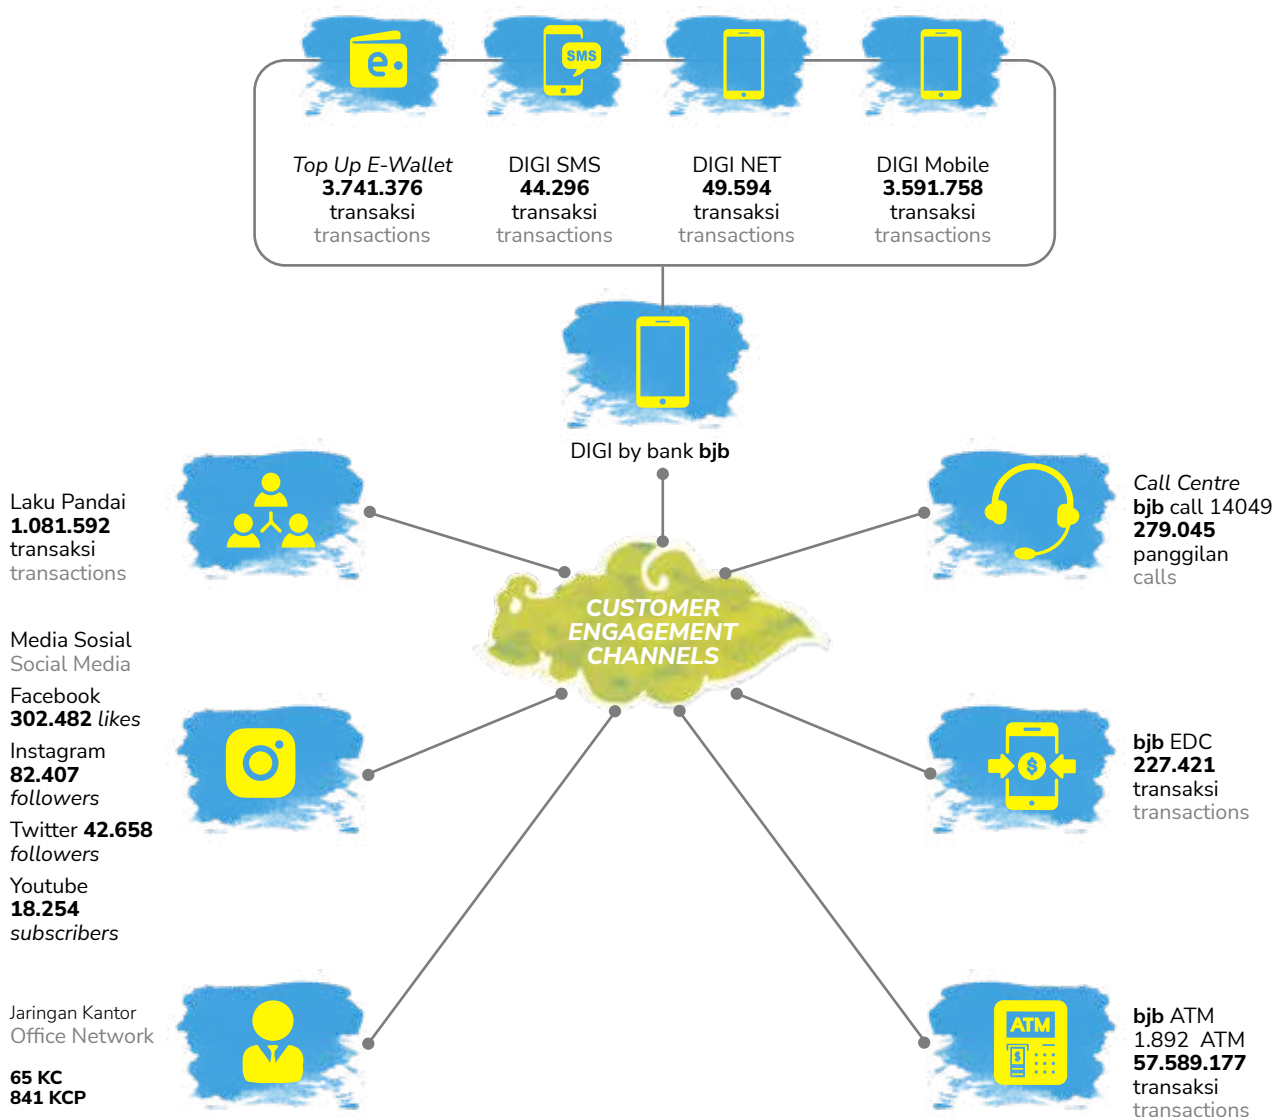 e
SMS
Top Up E-Wallet
3.741.376
transaksi
transactions
DIGI SMS
44.296
transaksi
transactions
DIGI NET
49.594
transaksi
transactions
DIGI Mobile
3.591.758
transaksi
transactions
DIGI by bank bjb
Laku Pandai
1.081.592
transaksi
transactions
Call Centre
bjb call 14049
279.045
panggilan
calls
CUSTOMER
ENGAGEMENT
CHANNELS
Media Sosial
Social Media
Facebook
302.482 likes
Instagram
82.407
followers
Twitter 42.658
followers
Youtube
18.254
subscribers
$
bjb EDC
227.421
transaksi
transactions
Jaringan Kantor
Office Network
65 KC
841 KCP
ATM
$
bjb ATM
1.892 ATM
57.589.177
transaksi
transactions